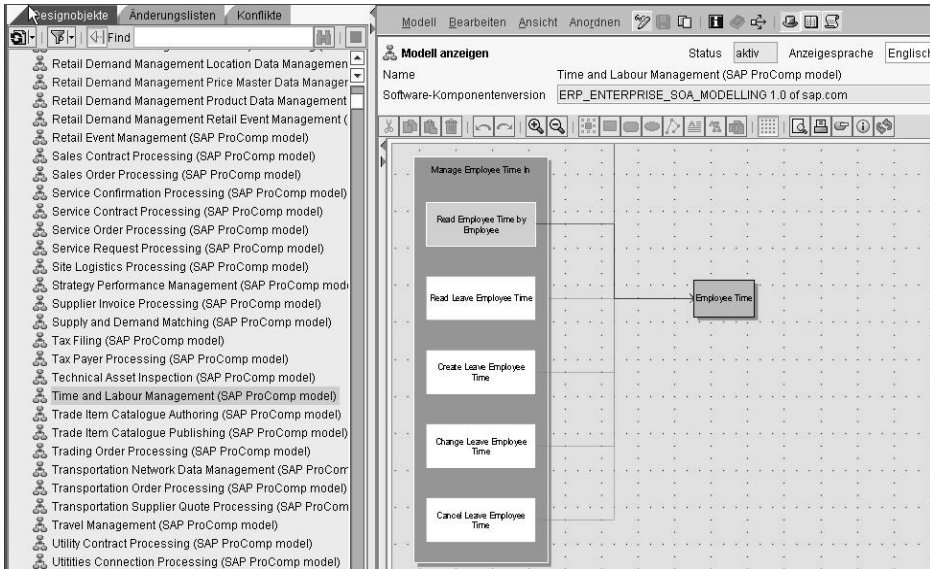 Designobjekte Änderungslisten Konflikte
Find
Retail Demand Management Location Data Managemen
Retail Demand Management Price Master Data Manager
Retail Demand Management Product Data Management
Retail Demand Management Retail Event Management (
Retail Event Management (SAP ProComp model)
Sales Contract Processing (SAP ProComp model)
Sales Order Processing (SAP ProComp model)
Service Confirmation Processing (SAP ProComp model)
Service Contract Processing (SAP ProComp model)
Service Order Processing (SAP ProComp model)
Service Request Processing (SAP ProComp model)
Site Logistics Processing (SAP ProComp model)
Strategy Performance Management (SAP ProComp mod
Supplier Invoice Processing (SAP ProComp model)
Supply and Demand Matching (SAP ProComp model)
Tax Filing (SAP ProComp model)
Tax Payer Processing (SAP ProComp model)
Technical Asset Inspection (SAP ProComp model)
Time and Labour Management (SAP ProComp model)
Trade Item Catalogue Authoring (SAP ProComp model)
Trade Item Catalogue Publishing (SAP ProComp model)
Trading Order Processing (SAP ProComp model)
Transportation Network Data Management (SAP ProCom
Transportation Order Processing (SAP ProComp model)
Transportation Supplier Quote Processing (SAP ProCom
Travel Management (SAP ProComp model)
Utility Contract Processing (SAP ProComp model)
Utitities Connection Processing (SAP ProComp model)
Modell Bearbeiten Ansicht Anordnen
Modell anzeigen Status aktiv Anzeigesprache Englisch
Name Time and Labour Management (SAP ProComp model)
Software-Komponentenversion ERP_ENTERPRISE_SOA_MODELLING 1.0 of sap.com
Manage Employee Time In
Read Employee Time by
Employee
Read Leave Employee Time
Employee Time
Create Leave Employee
Time
Change Leave Employee
Time
Cancel Leave Employee
Time